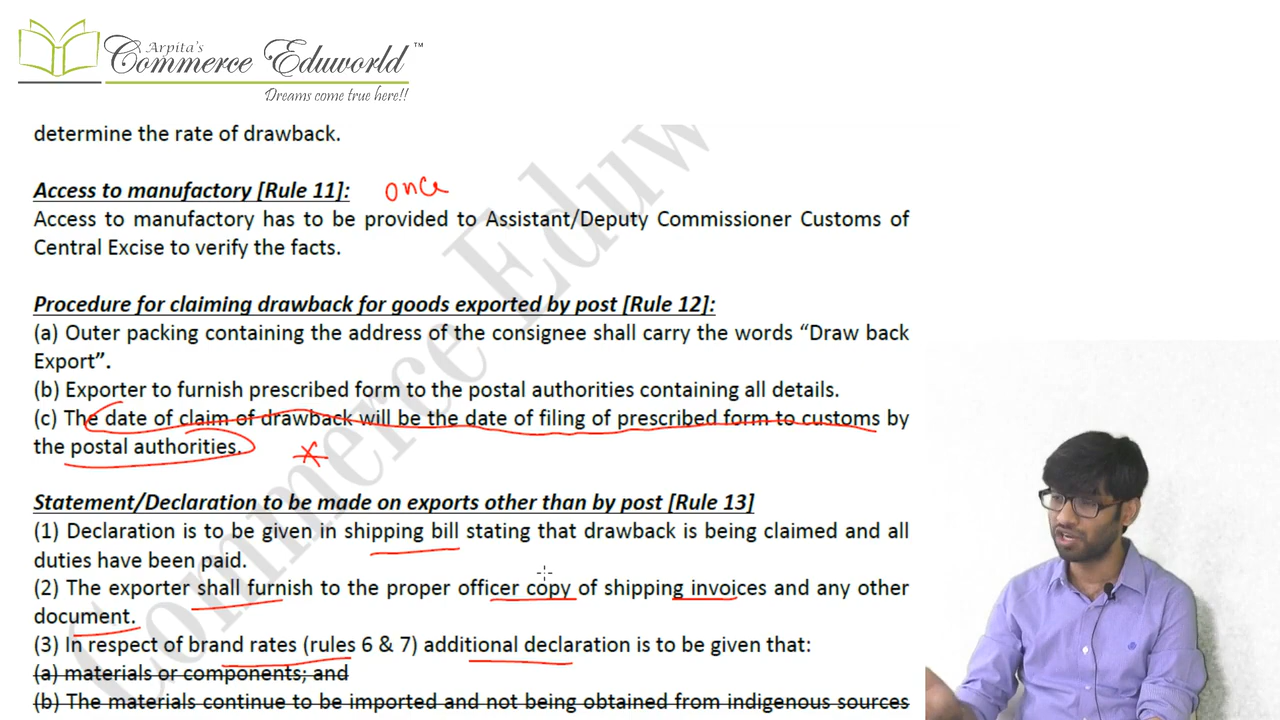 Arpita's
Commerce Eduworld™
Dreams come true here!!
determine the rate of drawback.
Access to manufactory [Rule 11]: once
Access to manufactory has to be provided to Assistant/Deputy Commissioner Customs of
Central Excise to verify the facts.
Procedure for claiming drawback for goods exported by post [Rule 12]:
(a) Outer packing containing the address of the consignee shall carry the words “Draw back
Export”.
(b) Exporter to furnish prescribed form to the postal authorities containing all details.
(c) The date of claim of drawback will be the date of filing of prescribed form to customs by
the postal authorities.
Statement/Declaration to be made on exports other than by post [Rule 13]
(1) Declaration is to be given in shipping bill stating that drawback is being claimed and all
duties have been paid.
(2) The exporter shall furnish to the proper officer copy of shipping invoices and any other
document.
(3) In respect of brand rates (rules 6 & 7) additional declaration is to be given that:
(a) materials or components; and
(b) The materials continue to be imported and not being obtained from indigenous sources
Commerce Eduw